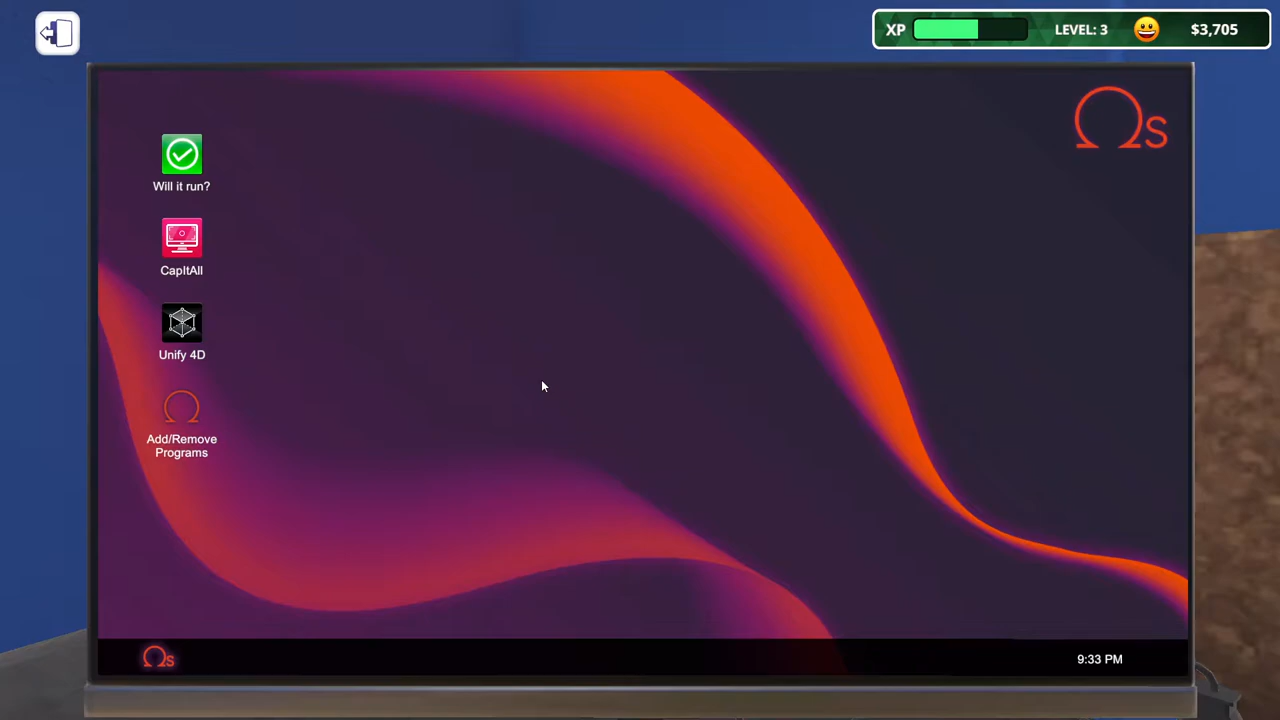 XP LEVEL: 3 $3,705
Ωs
Will it run?
CapItAll
Unify 4D
Add/Remove
Programs
Ωs
9:33 PM